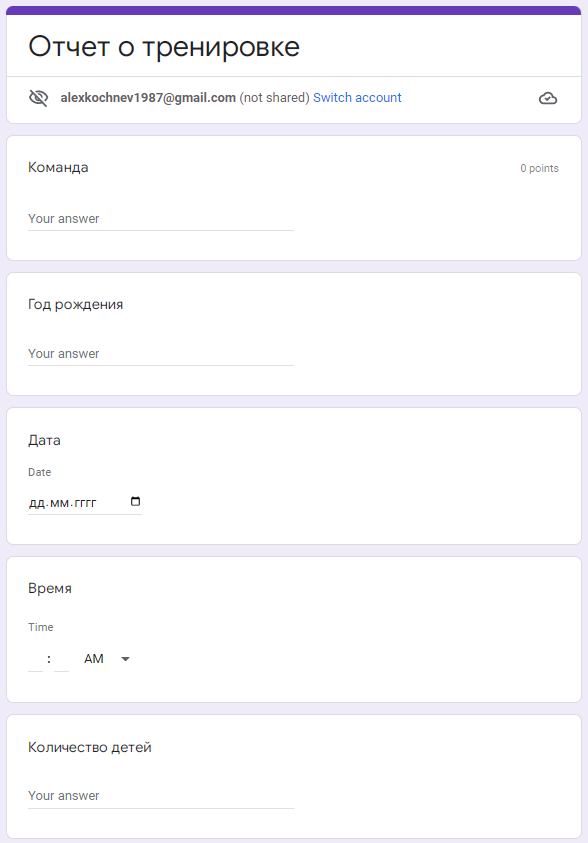 Отчет о тренировке
alexkochnev1987@gmail.com (not shared) Switch account
Команда
0 points
Your answer
Год рождения
Your answer
Дата
Date
дд.мм.гггг
Время
Time
: AM
Количество детей
Your answer